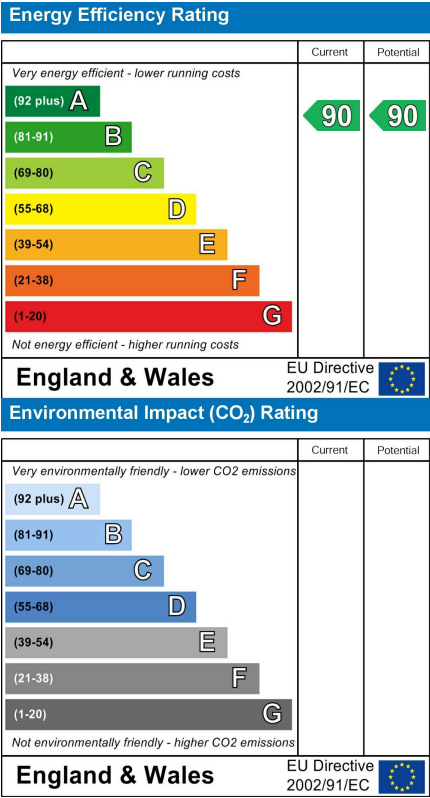 Energy Efficiency Rating
Current Potential
Very energy efficient - lower running costs
(92 plus) A
90 90
(81-91) B
(69-80) C
(55-68) D
(39-54) E
(21-38) F
(1-20) G
Not energy efficient - higher running costs
England & Wales
EU Directive
2002/91/EC
Environmental Impact (CO₂) Rating
Current Potential
Very environmentally friendly - lower CO2 emissions
(92 plus) A
(81-91) B
(69-80) C
(55-68) D
(39-54) E
(21-38) F
(1-20) G
Not environmentally friendly - higher CO2 emissions
England & Wales
EU Directive
2002/91/EC